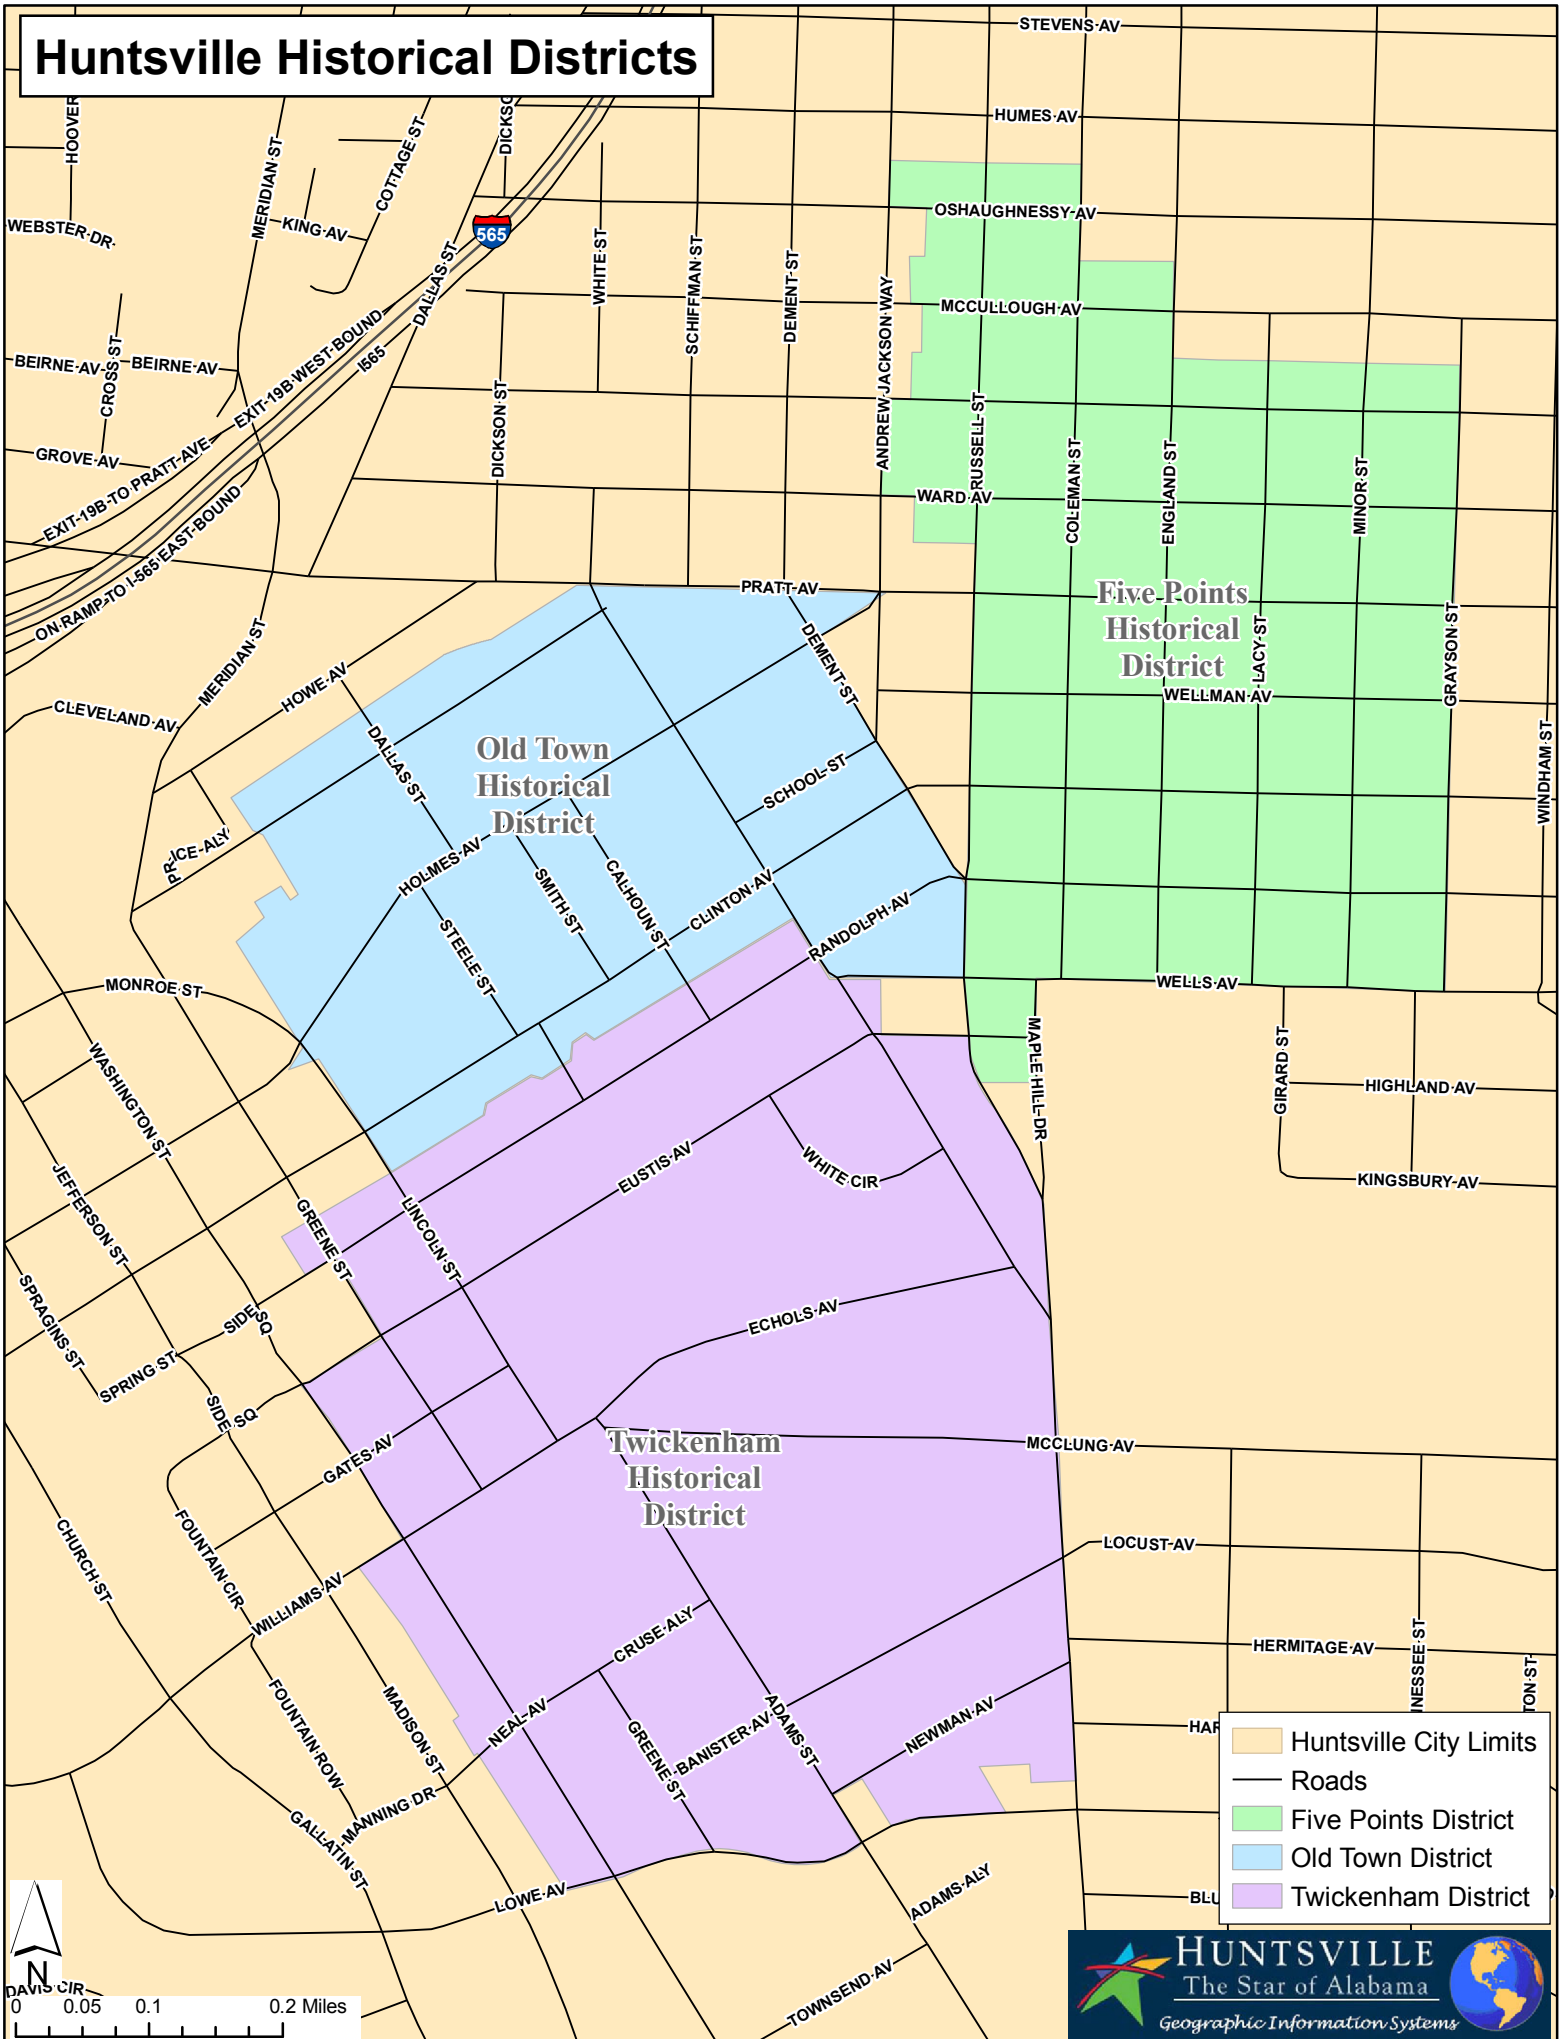 Huntsville Historical Districts
STEVENS AV
HUMES AV
HOOVER
MERIDIAN ST
COTTAGE ST
KING AV
WEBSTER DR
565
OSHAUGHNESSY AV
DALLAS ST
WHITE ST
SCHIFFMAN ST
DEMENT ST
ANDREW JACKSON WAY
MCCULLOUGH AV
BEIRNE AV
CROSS ST
BEIRNE AV
EXIT 19B WEST BOUND
I565
GROVE AV
EXIT 19B TO PRATT AVE
DICKSON ST
RUSSELL ST
COLEMAN ST
ENGLAND ST
MINOR ST
WARD AV
ON RAMP TO I-565 EAST BOUND
PRATT AV
Five Points
Historical
District
LACY ST
GRAYSON ST
MERIDIAN ST
HOWE AV
DEMENT ST
WELLMAN AV
CLEVELAND AV
DALLAS ST
Old Town
Historical
District
SCHOOL ST
WINDHAM ST
PRICE ALY
HOLMES AV
SMITH ST
CALHOUN ST
CLINTON AV
RANDOLPH AV
STEELE ST
MONROE ST
WELLS AV
WASHINGTON ST
MAPLE HILL DR
GIRARD ST
HIGHLAND AV
EUSTIS AV
WHITE CIR
KINGSBURY AV
JEFFERSON ST
GREENE ST
LINCOLN ST
SPRAGINS ST
SIDE SQ
ECHOLS AV
SPRING ST
SIDE SQ
GATES AV
Twickenham
Historical
District
MCCLUNG AV
CHURCH ST
FOUNTAIN CIR
LOCUST AV
WILLIAMS AV
CRUSE ALY
HERMITAGE AV
NESSEE ST
TON ST
FOUNTAIN ROW
MADISON ST
NEAL AV
GREENE ST
BANISTER AV
ADAMS ST
NEWMAN AV
HAR
MANNING DR
GALLATIN ST
LOWE AV
ADAMS ALY
BLU
TOWNSEND AV
DAVIS CIR
Huntsville City Limits
Roads
Five Points District
Old Town District
Twickenham District
N
0 0.05 0.1 0.2 Miles
HUNTSVILLE
The Star of Alabama
Geographic Information Systems